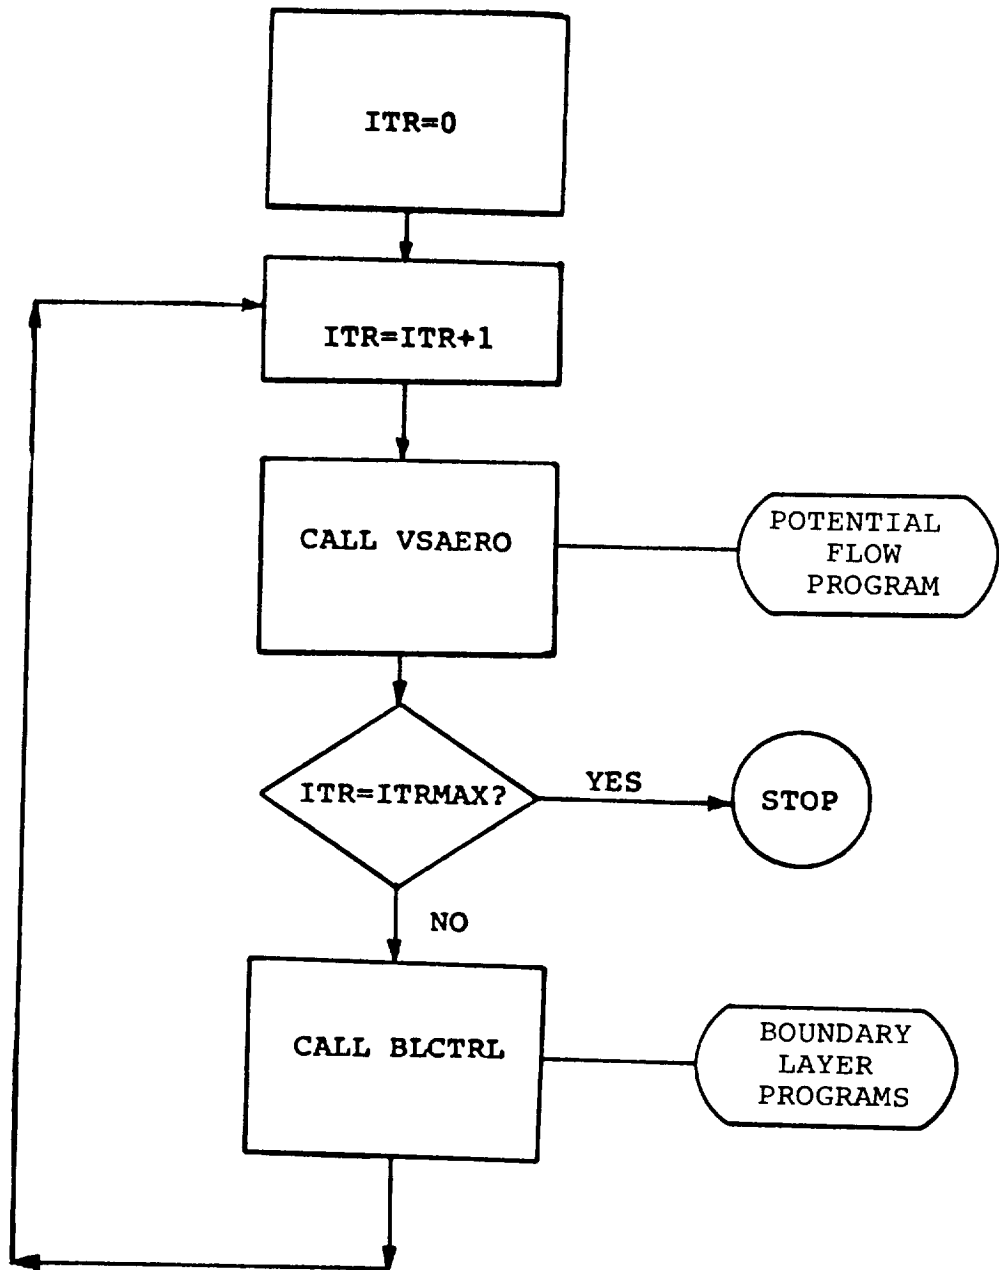 ITR=0
ITR=ITR+1
CALL VSAERO
POTENTIAL
FLOW
PROGRAM
ITR=ITRMAX?
YES
STOP
NO
CALL BLCTRL
BOUNDARY
LAYER
PROGRAMS